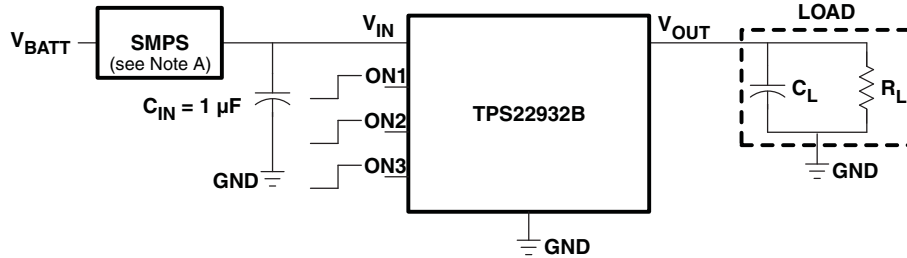 LOAD
V_BATT
SMPS
(see Note A)
V_IN
V_OUT
ON1
C_IN = 1 µF
ON2
TPS22932B
C_L
R_L
ON3
GND
GND
GND